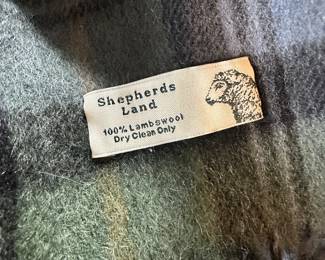 Shepherds
Land
100% Lambswool
Dry Clean Only